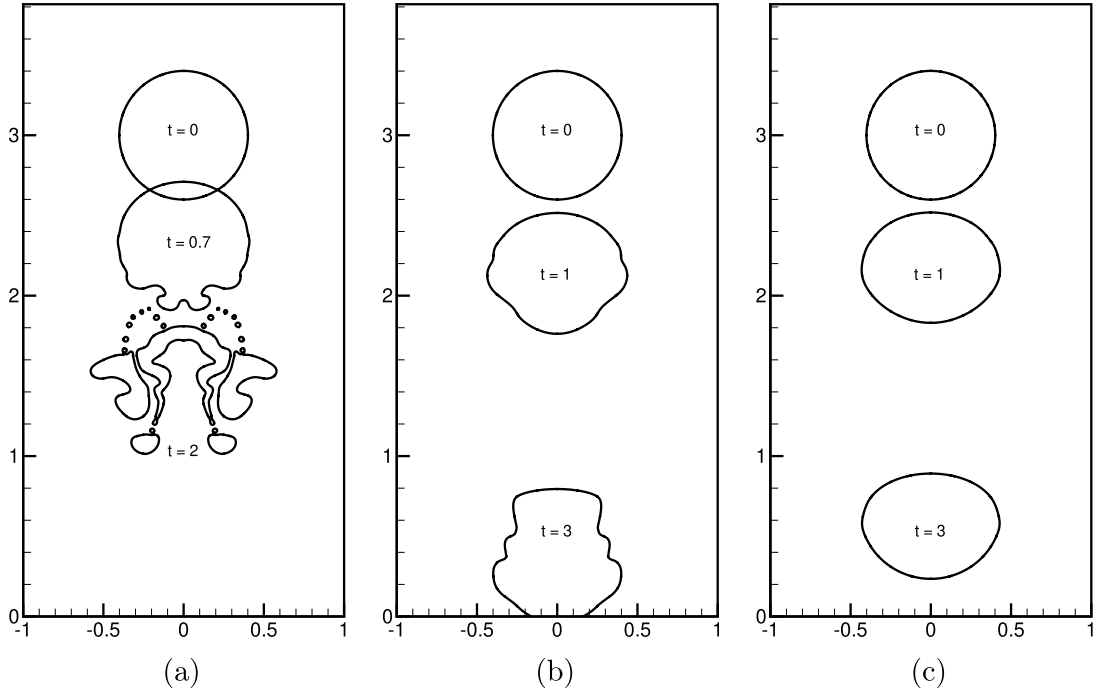 3
2
1
0
-1 -0.5 0 0.5 1
t = 0
t = 0.7
t = 2
(a)
3
2
1
0
-1 -0.5 0 0.5 1
t = 0
t = 1
t = 3
(b)
3
2
1
0
-1 -0.5 0 0.5 1
t = 0
t = 1
t = 3
(c)